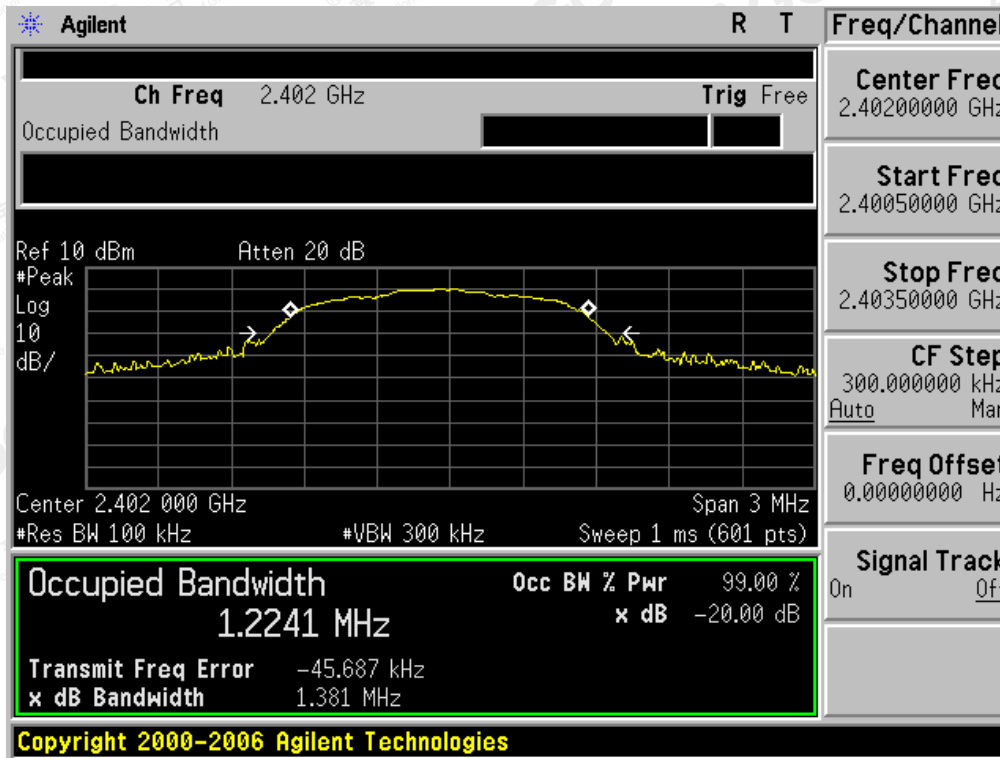 Agilent R T
Freq/Channel
Ch Freq 2.402 GHz Trig Free
Occupied Bandwidth
Center Freq
2.40200000 GHz
Start Freq
2.40050000 GHz
Stop Freq
2.40350000 GHz
CF Step
300.000000 kHz
Auto Man
Freq Offset
0.00000000 Hz
Signal Track
On Off
Ref 10 dBm Atten 20 dB
#Peak
Log
10
dB/
Center 2.402 000 GHz Span 3 MHz
#Res BW 100 kHz #VBW 300 kHz Sweep 1 ms (601 pts)
Occupied Bandwidth Occ BW % Pwr 99.00 %
1.2241 MHz x dB -20.00 dB
Transmit Freq Error -45.687 kHz
x dB Bandwidth 1.381 MHz
Copyright 2000-2006 Agilent Technologies